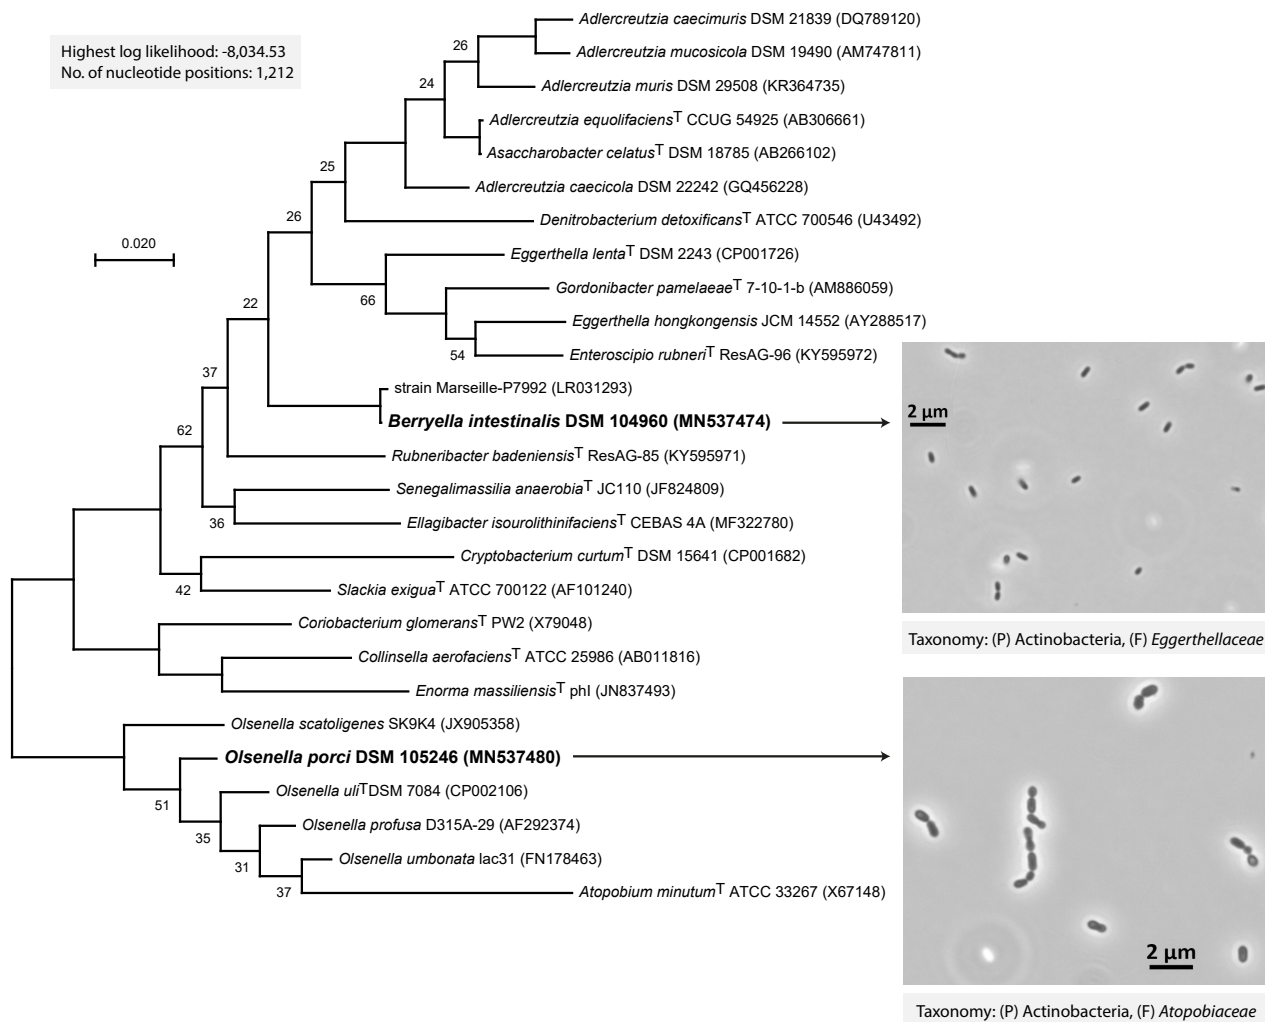 Highest log likelihood: -8,034.53
No. of nucleotide positions: 1,212
0.020
Adlercreutzia caecimuris DSM 21839 (DQ789120)
26
Adlercreutzia mucosicola DSM 19490 (AM747811)
24
Adlercreutzia muris DSM 29508 (KR364735)
Adlercreutzia equolifaciensT CCUG 54925 (AB306661)
Asaccharobacter celatusT DSM 18785 (AB266102)
25
Adlercreutzia caecicola DSM 22242 (GQ456228)
26
Denitrobacterium detoxificansT ATCC 700546 (U43492)
Eggerthella lentaT DSM 2243 (CP001726)
66
Gordonibacter pamelaeaeT 7-10-1-b (AM886059)
22
Eggerthella hongkongensis JCM 14552 (AY288517)
54
Enteroscipio rubneriT ResAG-96 (KY595972)
37
strain Marseille-P7992 (LR031293)
Berryella intestinalis DSM 104960 (MN537474)
62
Rubneribacter badeniensisT ResAG-85 (KY595971)
Senegalimassilia anaerobiaT JC110 (JF824809)
36
Ellagibacter isourolithinifaciensT CEBAS 4A (MF322780)
Cryptobacterium curtumT DSM 15641 (CP001682)
42
Slackia exiguaT ATCC 700122 (AF101240)
Coriobacterium glomeransT PW2 (X79048)
Collinsella aerofaciensT ATCC 25986 (AB011816)
Enorma massiliensisT phI (JN837493)
Olsenella scatoligenes SK9K4 (JX905358)
Olsenella porci DSM 105246 (MN537480)
51
Olsenella uliTDSM 7084 (CP002106)
35
Olsenella profusa D315A-29 (AF292374)
31
Olsenella umbonata lac31 (FN178463)
37
Atopobium minutumT ATCC 33267 (X67148)
2 μm
Taxonomy: (P) Actinobacteria, (F) Eggerthellaceae
2 μm
Taxonomy: (P) Actinobacteria, (F) Atopobiaceae